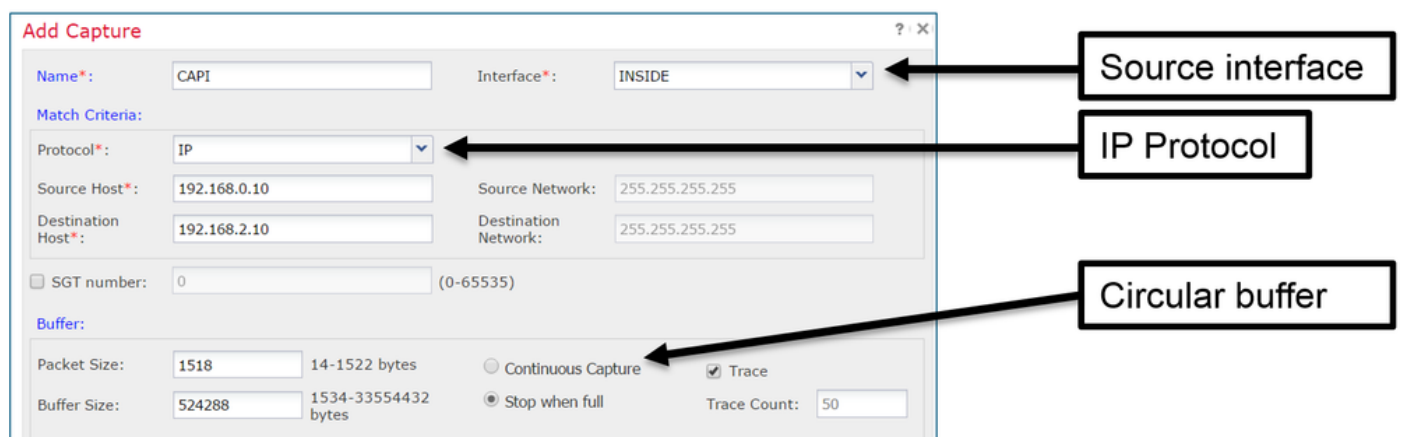 Add Capture ? X
Name*: CAPI Interface*: INSIDE
Source interface
Match Criteria:
IP Protocol
Protocol*: IP
Source Host*: 192.168.0.10 Source Network: 255.255.255.255
Destination Host*: 192.168.2.10 Destination Network: 255.255.255.255
SGT number: 0 (0-65535)
Circular buffer
Buffer:
Packet Size: 1518 14-1522 bytes Continuous Capture Trace
Buffer Size: 524288 1534-33554432 bytes Stop when full Trace Count: 50